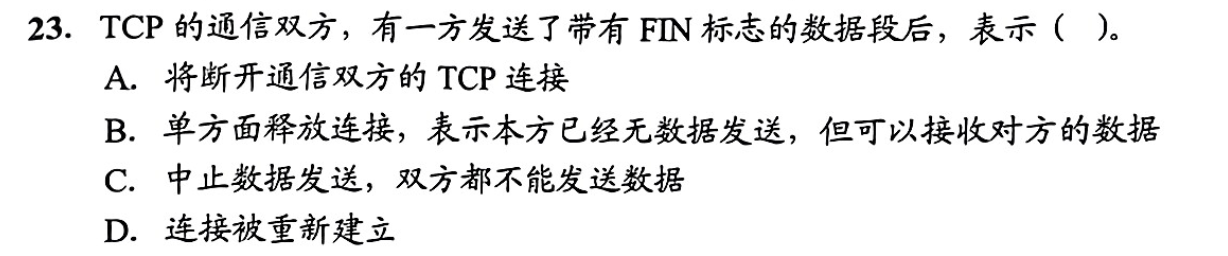 23. TCP 的通信双方，有一方发送了带有 FIN 标志的数据段后，表示（ ）。
A. 将断开通信双方的 TCP 连接
B. 单方面释放连接，表示本方已经无数据发送，但可以接收对方的数据
C. 中止数据发送，双方都不能发送数据
D. 连接被重新建立